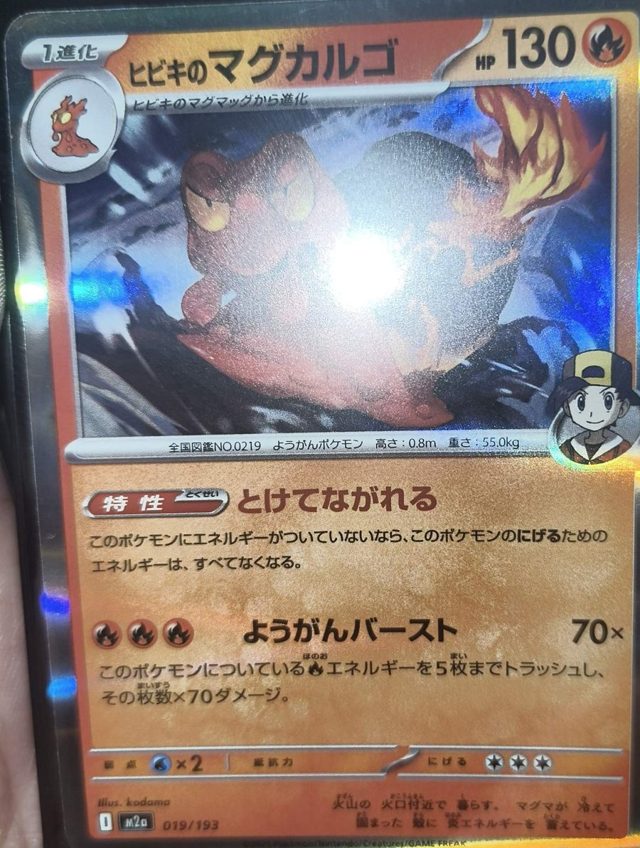 1進化
ヒビキのマグカルゴ
HP 130
ヒビキのマグマッグから進化
全国図鑑NO.0219 ようがんポケモン 高さ:0.8m 重さ:55.0kg
特性 とくせい とけてながれる
このポケモンにエネルギーがついていないなら、このポケモンのにげるための
エネルギーは、すべてなくなる。
ようがんバースト 70×
このポケモンについているエネルギーを5枚までトラッシュし、
その枚数×70ダメージ。
弱点 ×2 抵抗力 にげる
Illus. kodama
火山の 火口付近で 暮らす。 マグマが 冷えて
固まった 殻に 炎エネルギーを 蓄えている。
I M2a 019/193
Nintendo/Creatures/GAME FREAK